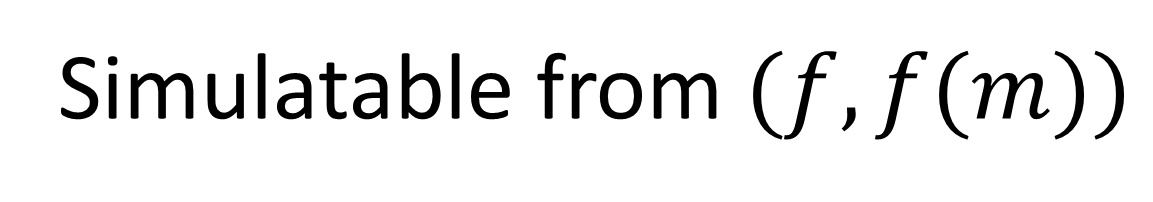 Simulatable from (𝑓, 𝑓(𝑚))